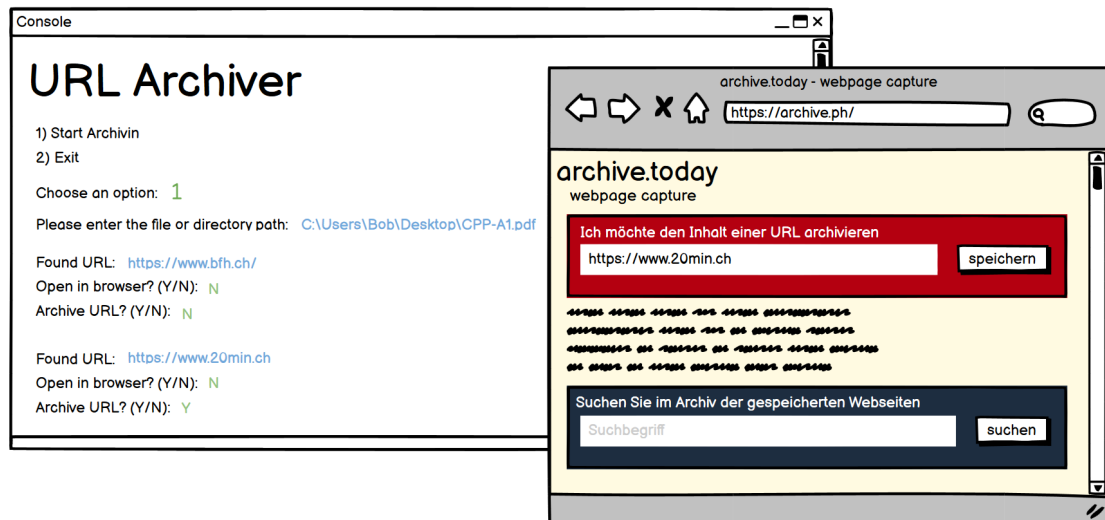 Console
URL Archiver
1) Start Archivin
2) Exit
Choose an option: 1
Please enter the file or directory path: C:\Users\Bob\Desktop\CPP-A1.pdf
Found URL: https://www.bfh.ch/
Open in browser? (Y/N): N
Archive URL? (Y/N): N
Found URL: https://www.20min.ch
Open in browser? (Y/N): N
Archive URL? (Y/N): Y
archive.today - webpage capture
https://archive.ph/
archive.today
webpage capture
Ich möchte den Inhalt einer URL archivieren
https://www.20min.ch speichern
Suchen Sie im Archiv der gespeicherten Webseiten
Suchbegriff suchen